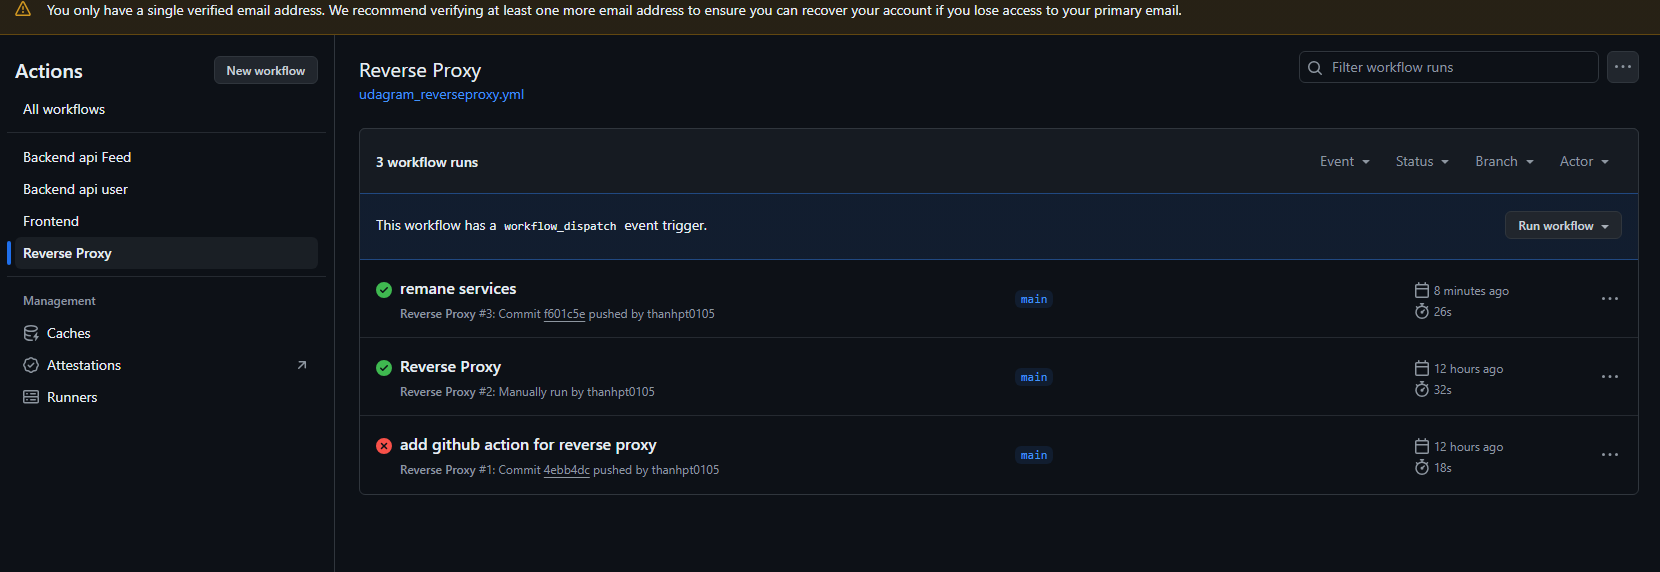 You only have a single verified email address. We recommend verifying at least one more email address to ensure you can recover your account if you lose access to your primary email.
Actions
New workflow
All workflows
Backend api Feed
Backend api user
Frontend
Reverse Proxy
Management
Caches
Attestations
Runners
Reverse Proxy
udagram_reverseproxy.yml
Filter workflow runs
3 workflow runs
Event
Status
Branch
Actor
This workflow has a workflow_dispatch event trigger.
Run workflow
remane services
Reverse Proxy #3: Commit f601c5e pushed by thanhpt0105
main
8 minutes ago
26s
Reverse Proxy
Reverse Proxy #2: Manually run by thanhpt0105
main
12 hours ago
32s
add github action for reverse proxy
Reverse Proxy #1: Commit 4ebb4dc pushed by thanhpt0105
main
12 hours ago
18s